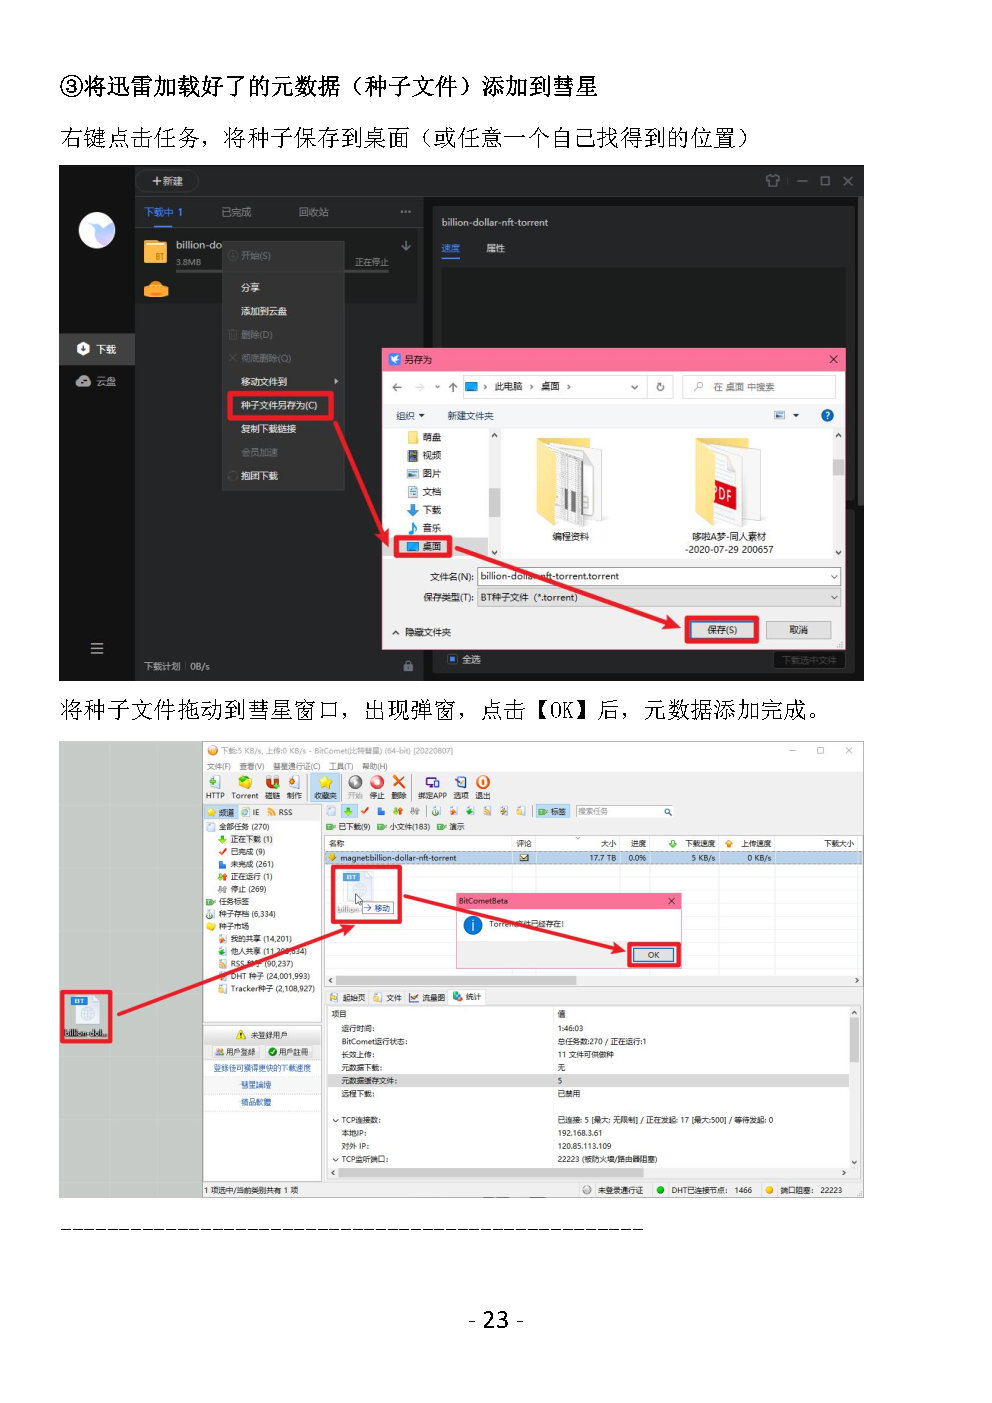 ③将迅雷加载好了的元数据（种子文件）添加到彗星
右键点击任务，将种子保存到桌面（或任意一个自己找得到的位置）
+新建
下载中 1
已完成
回收站
···
billion-do
3.8MB
正在停止
下载
云盘
开始(S)
分享
添加到云盘
删除(D)
彻底删除(Q)
移动文件到
种子文件另存为(C)
复制下载链接
会员加速
抱团下载
下载计划 | 0B/s
billion-dollar-nft-torrent
速度
属性
另存为
此电脑 › 桌面 ›
在 桌面 中搜索
组织
新建文件夹
萌盘
视频
图片
文档
下载
音乐
桌面
编程资料
哆啦A梦-同人素材
-2020-07-29 200657
文件名(N): billion-dollar-nft-torrent.torrent
保存类型(T): BT种子文件 (*.torrent)
隐藏文件夹
保存(S)
取消
全选
下载选中文件
将种子文件拖动到彗星窗口，出现弹窗，点击【OK】后，元数据添加完成。
下载:5 KB/s, 上传:0 KB/s - BitComet(比特彗星) (64-bit) [20220807]
文件(F) 查看(V) 彗星通行证(C) 工具(T) 帮助(H)
HTTP Torrent 磁链 制作 收藏夹 开始 停止 删除 绑定APP 选项 退出
频道 IE RSS
标签
搜索任务
已下载(9) 小文件(183) 演示
全部任务 (270)
正在下载 (1)
已完成 (9)
未完成 (261)
正在运行 (1)
停止 (269)
任务标签
种子存档 (6,334)
种子市场
我的共享 (14,201)
RSS 种子 (90,237)
DHT 种子 (24,001,993)
Tracker种子 (2,108,927)
名称 评论 大小 进度 下载速度 上传速度 下载大小
magnet:billion-dollar-nft-torrent 17.7 TB 0.0% 5 KB/s 0 KB/s
BT
移动
BitCometBeta
Torrent文件已经存在!
OK
BT
billion-dol...
未登錄用戶
用戶登錄 用戶註冊
登錄後可獲得更快的下載速度
彗星論壇
精品軟體
起始页 文件 流量图 统计
项目 值
运行时间: 1:46:03
BitComet运行状态: 总任务数:270 / 正在运行:1
长效上传: 11 文件可供做种
元数据下载: 无
元数据缓存文件: 5
远程下载: 已禁用
TCP连接数: 已连接: 5 [最大: 无限制] / 正在发起: 17 [最大:500] / 等待发起: 0
本地IP: 192.168.3.61
对外 IP: 120.85.113.109
TCP监听端口: 22223 (被防火墙/路由器阻塞)
1 项选中/当前类别共有 1 项
未登录通行证 DHT已连接节点: 1466 端口阻塞: 22223
--------------------------------------------------
- 23 -